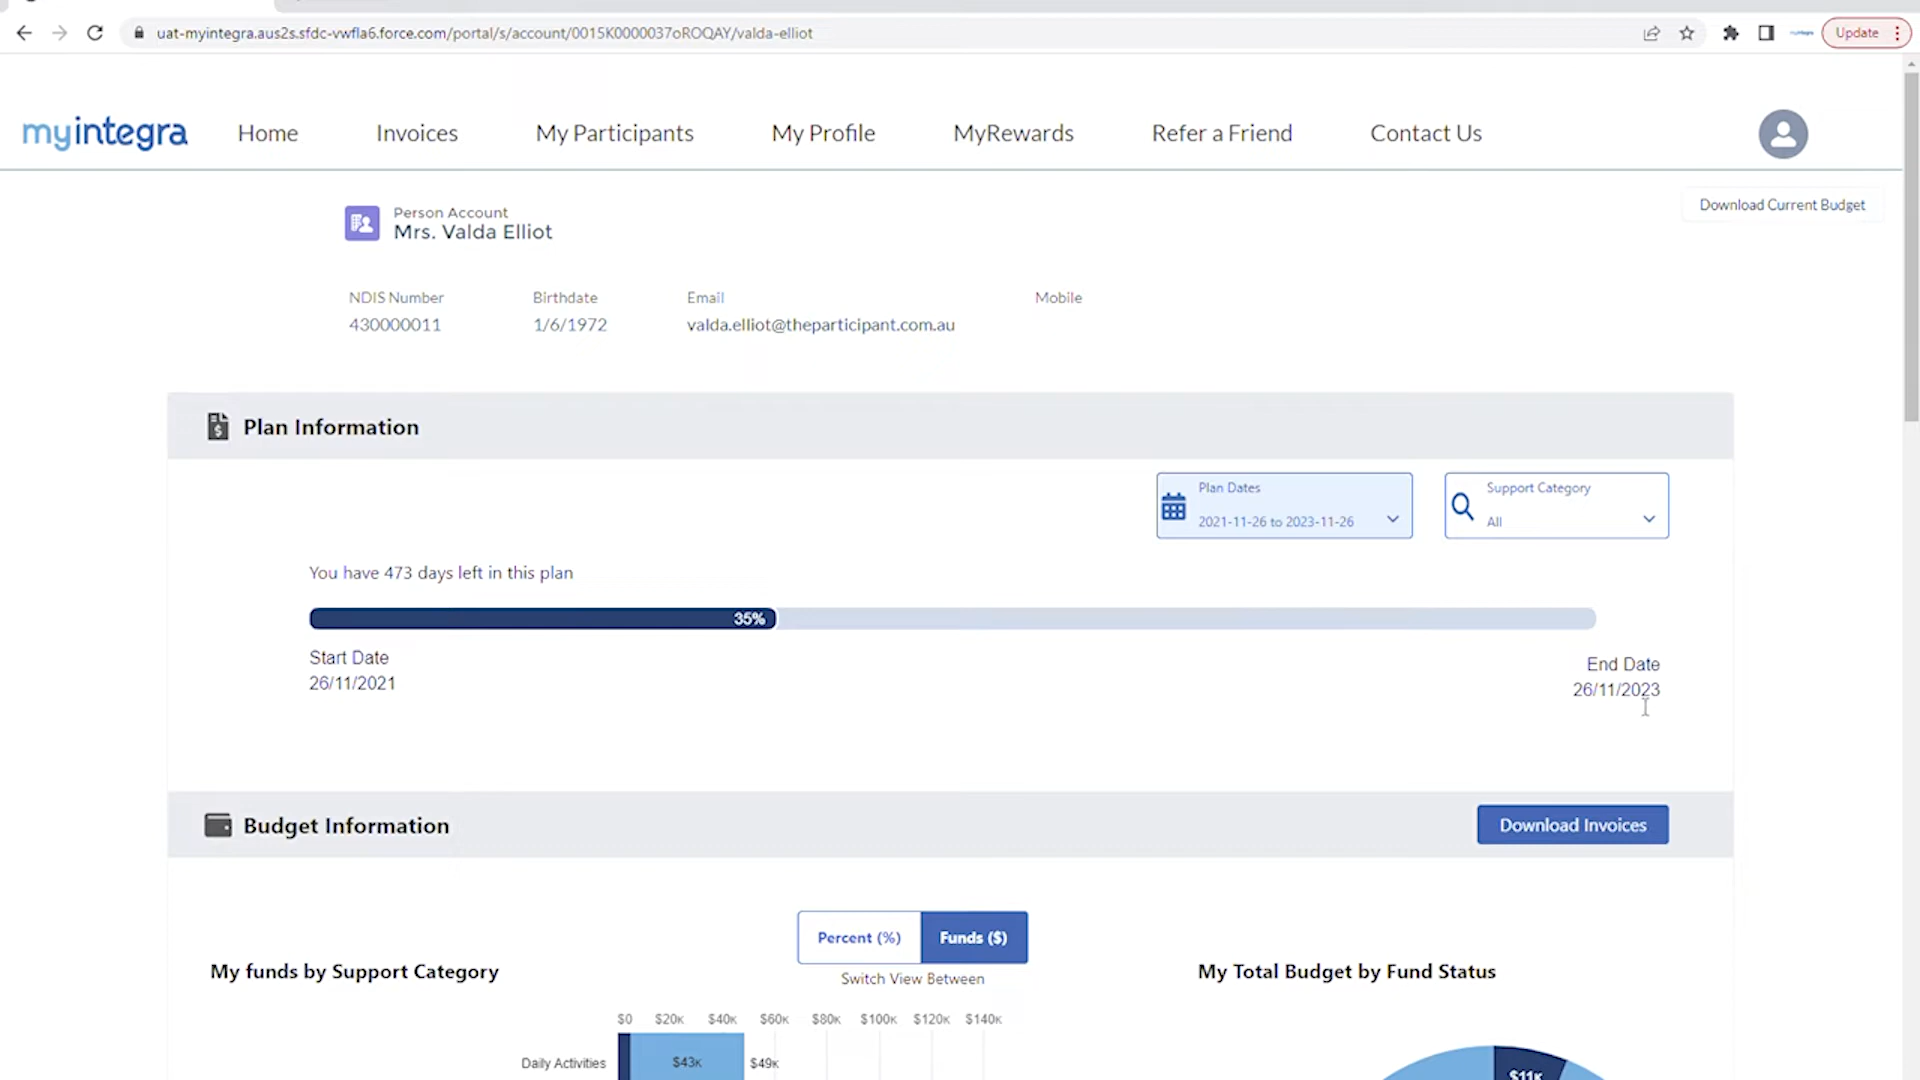 uat-myintegra.aus2s.sfdc-vwfla6.force.com/portal/s/account/0015K0000037oROQAY/valda-elliot
Update
myintegra
Home
Invoices
My Participants
My Profile
MyRewards
Refer a Friend
Contact Us
Person Account
Mrs. Valda Elliot
Download Current Budget
NDIS Number
Birthdate
Email
Mobile
430000011
1/6/1972
valda.elliot@theparticipant.com.au
Plan Information
Plan Dates
2021-11-26 to 2023-11-26
Support Category
All
You have 473 days left in this plan
35%
Start Date
26/11/2021
End Date
26/11/2023
Budget Information
Download Invoices
Percent (%)
Funds ($)
Switch View Between
My funds by Support Category
My Total Budget by Fund Status
$0 $20K $40K $60K $80K $100K $120K $140K
Daily Activities
$43K
$49K
$11K